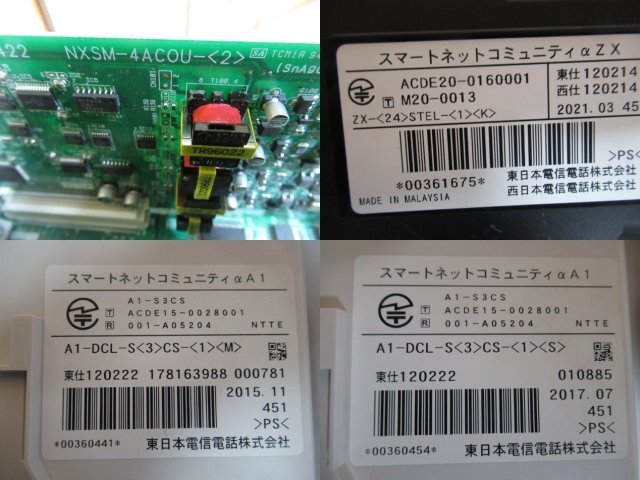 A22 NXSM-4ACOU-<2> SA TCMIR 94
(SnAgC
TR96022
スマートネットコミュニティαZX
ACDE20-0160001
T M20-0013
東仕120214
西仕120214
ZX-<24>STEL-<1><K>
2021.03 45
>PS<
*00361675*
東日本電信電話株式会
西日本電信電話株式会
MADE IN MALAYSIA
スマートネットコミュニティαA1
A1-S3CS
T ACDE15-0028001
R 001-A05204 NTTE
A1-DCL-S<3>CS-<1><M>
東仕120222 178163988 000781
2015.11
451
>PS<
*00360441* 東日本電信電話株式会社
スマートネットコミュニティαA1
A1-S3CS
T ACDE15-0028001
R 001-A05204 NTTE
A1-DCL-S<3>CS-<1><S>
東仕120222 010885
2017.07
451
>PS<
*00360454* 東日本電信電話株式会社